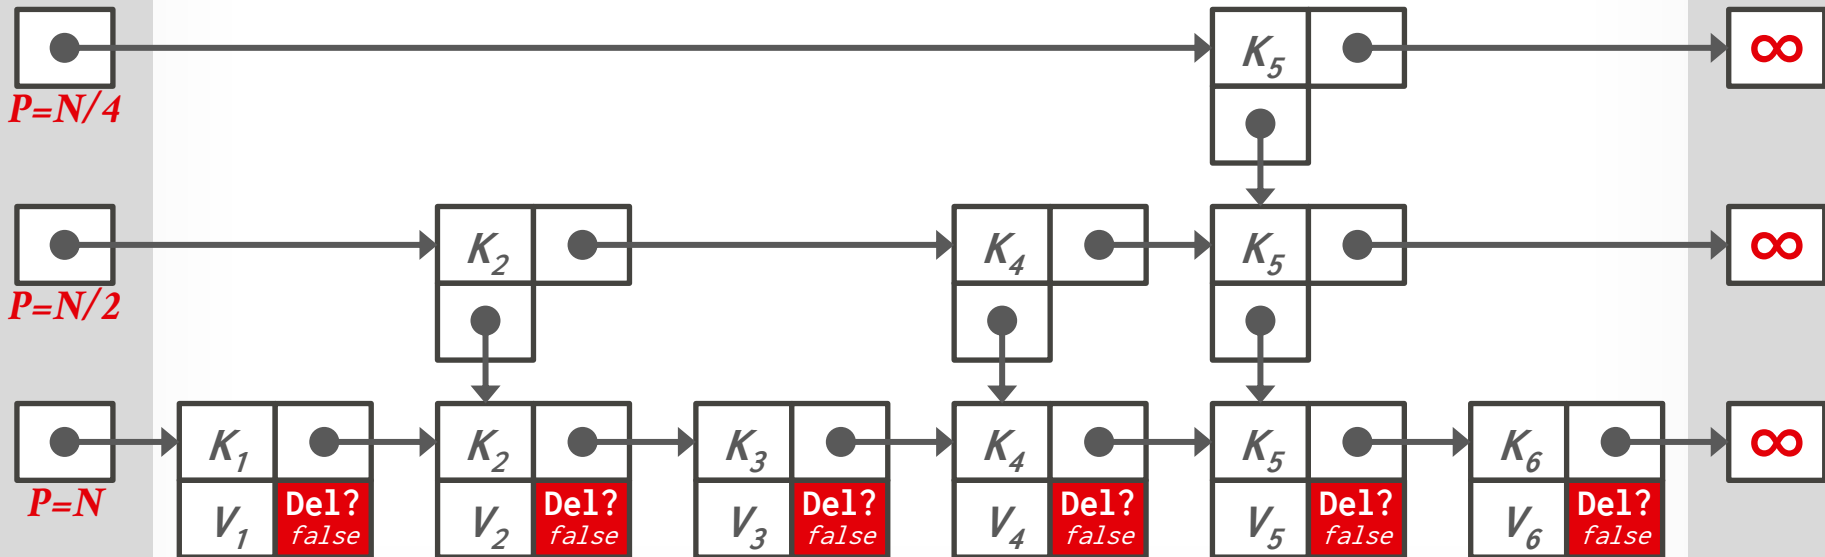 K5 ∞
P=N/4
K2 K4 K5 ∞
P=N/2
K1 K2 K3 K4 K5 K6 ∞
P=N
V1 Del? false V2 Del? false V3 Del? false V4 Del? false V5 Del? false V6 Del? false